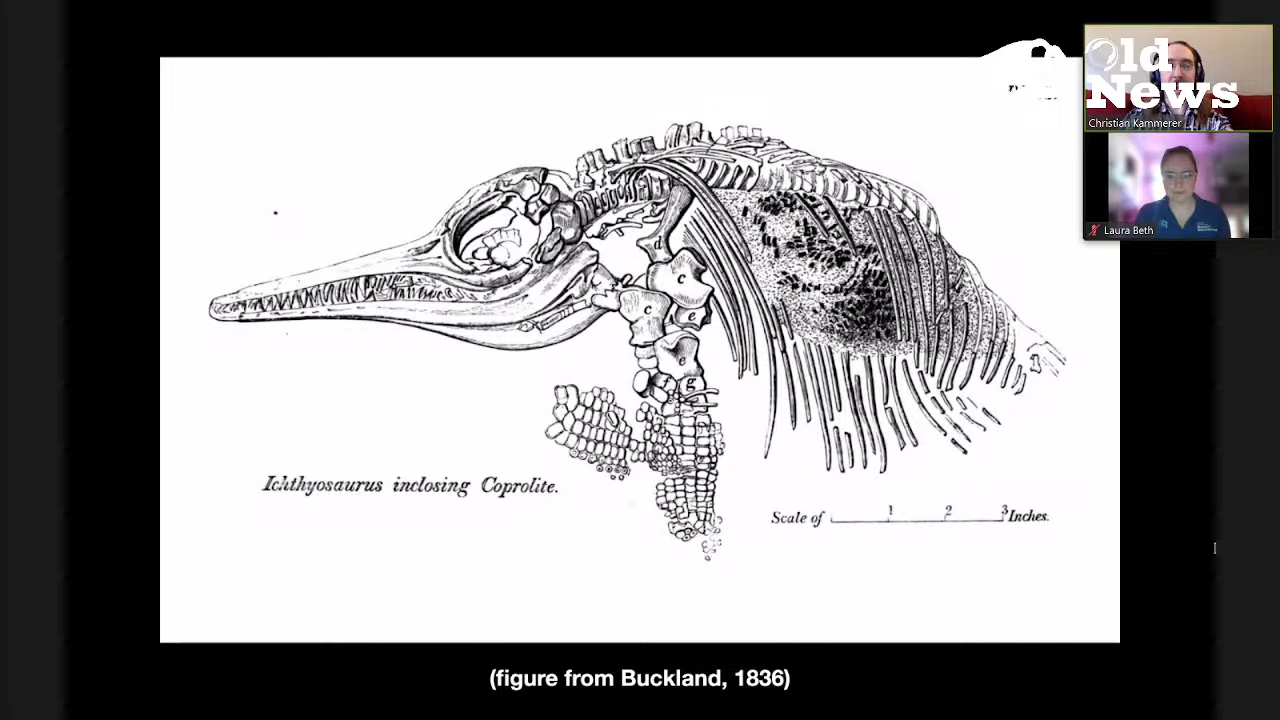 Old
News
Christian Kammerer
Laura Beth
d
c
c
e
e
f
g
Ichthyosaurus inclosing Coprolite.
1 2 3
Scale of Inches.
(figure from Buckland, 1836)